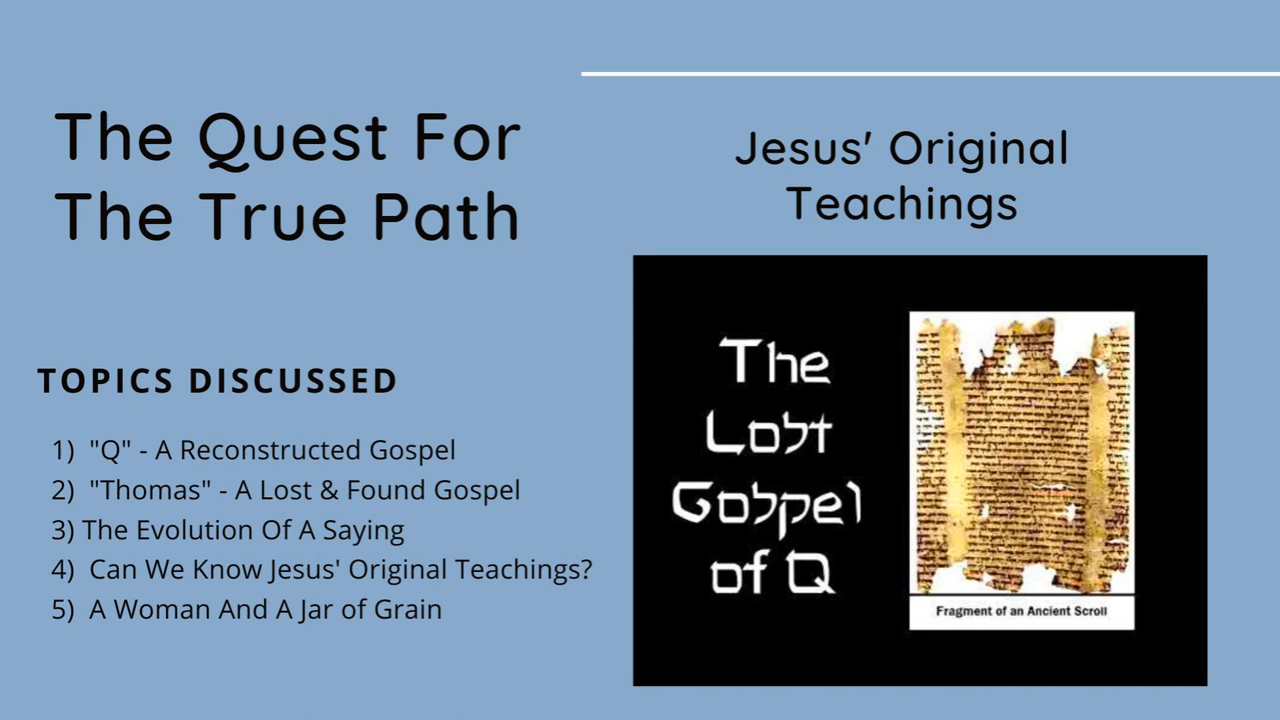 The Quest For
The True Path
TOPICS DISCUSSED
1) "Q" - A Reconstructed Gospel
2) "Thomas" - A Lost & Found Gospel
3) The Evolution Of A Saying
4) Can We Know Jesus' Original Teachings?
5) A Woman And A Jar of Grain
Jesus' Original
Teachings
The
Lost
Gospel
of Q
Fragment of an Ancient Scroll